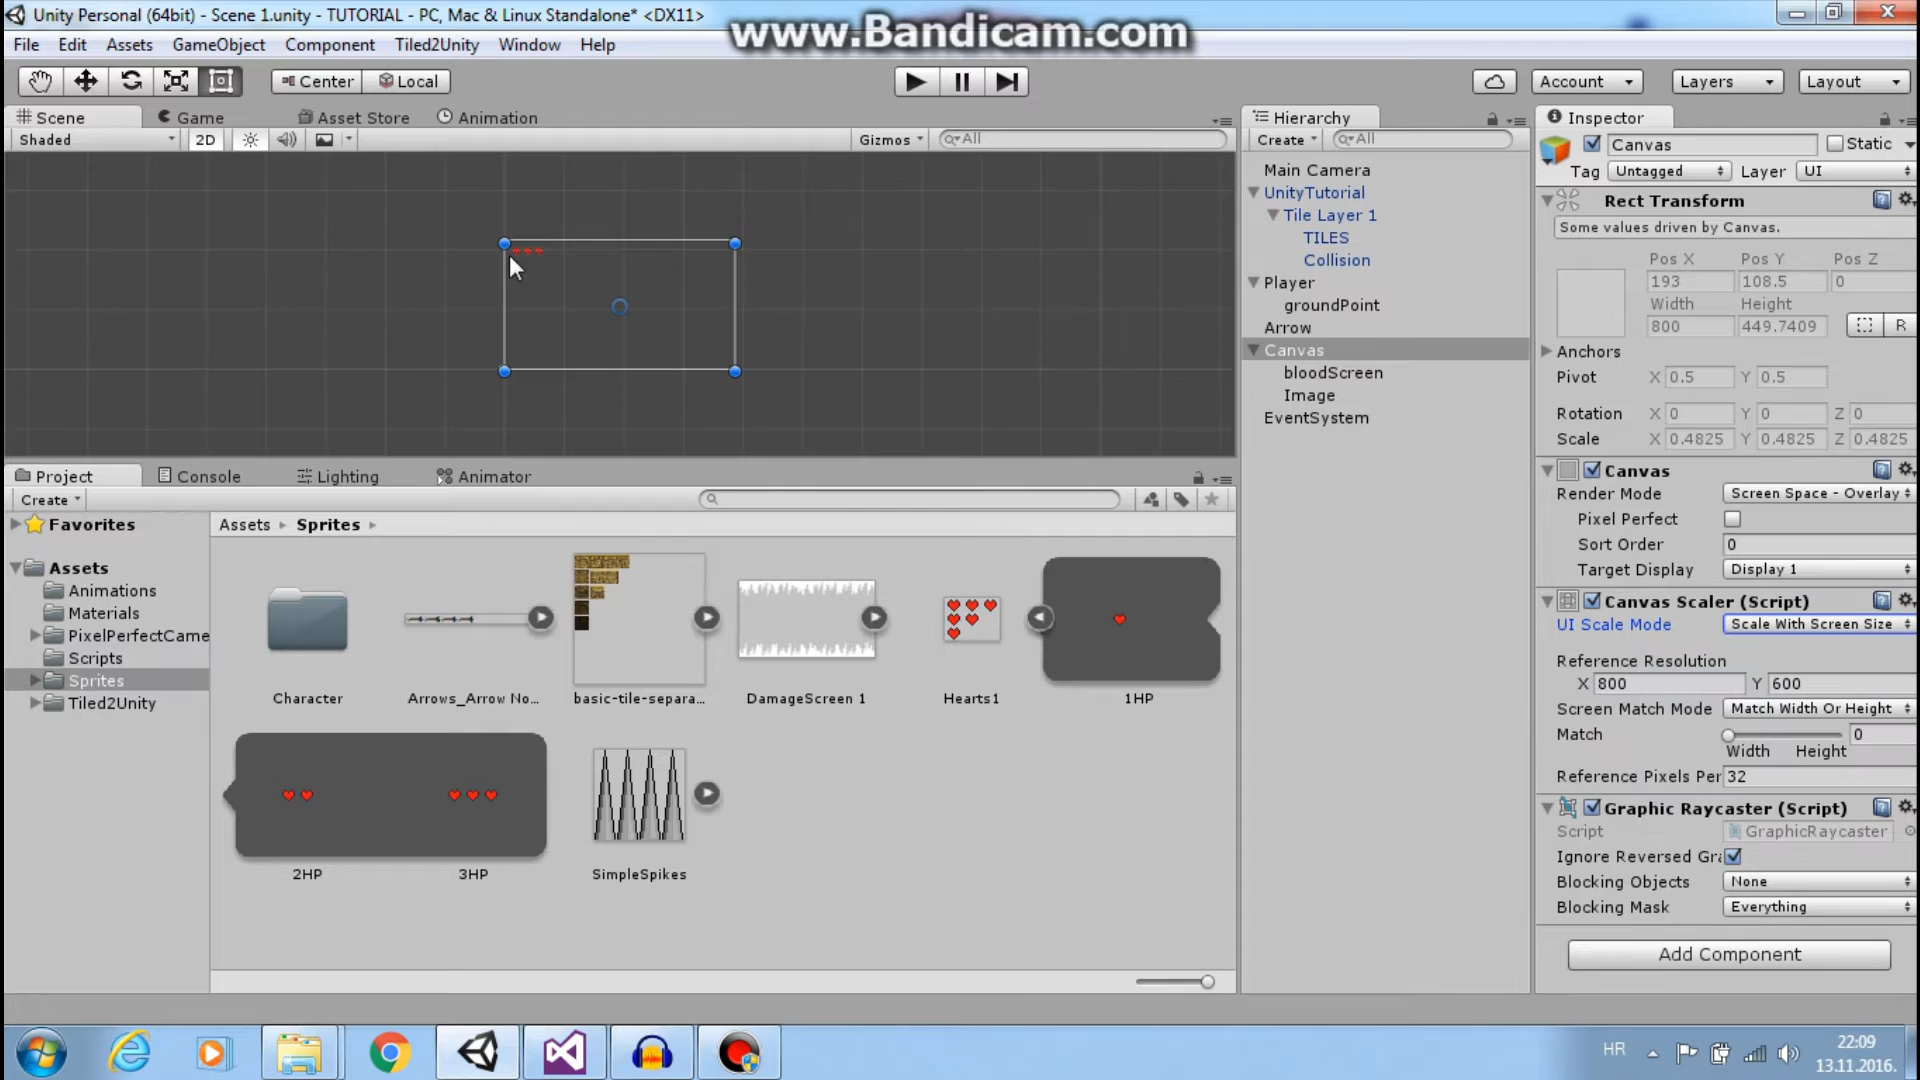 Unity Personal (64bit) - Scene 1.unity - TUTORIAL - PC, Mac & Linux Standalone* <DX11>
www.Bandicam.com
File Edit Assets GameObject Component Tiled2Unity Window Help
Center Local
Account Layers Layout
Scene Game Asset Store Animation
Shaded 2D Gizmos All
Hierarchy
Create All
Main Camera
UnityTutorial
Tile Layer 1
TILES
Collision
Player
groundPoint
Arrow
Canvas
bloodScreen
Image
EventSystem
Inspector
Canvas Static
Tag Untagged Layer UI
Rect Transform
Some values driven by Canvas.
Pos X Pos Y Pos Z
193 108.5 0
Width Height
800 449.7409 R
Anchors
Pivot X 0.5 Y 0.5
Rotation X 0 Y 0 Z 0
Scale X 0.4825 Y 0.4825 Z 0.4825
Canvas
Render Mode Screen Space - Overlay
Pixel Perfect
Sort Order 0
Target Display Display 1
Canvas Scaler (Script)
UI Scale Mode Scale With Screen Size
Reference Resolution
X 800 Y 600
Screen Match Mode Match Width Or Height
Match 0
Width Height
Reference Pixels Per 32
Graphic Raycaster (Script)
Script GraphicRaycaster
Ignore Reversed Gra
Blocking Objects None
Blocking Mask Everything
Add Component
Project Console Lighting Animator
Create
Favorites
Assets
Animations
Materials
PixelPerfectCame
Scripts
Sprites
Tiled2Unity
Assets Sprites
Character Arrows_Arrow No... basic-tile-separa... DamageScreen 1 Hearts1 1HP
2HP 3HP SimpleSpikes
HR
22:09
13.11.2016.